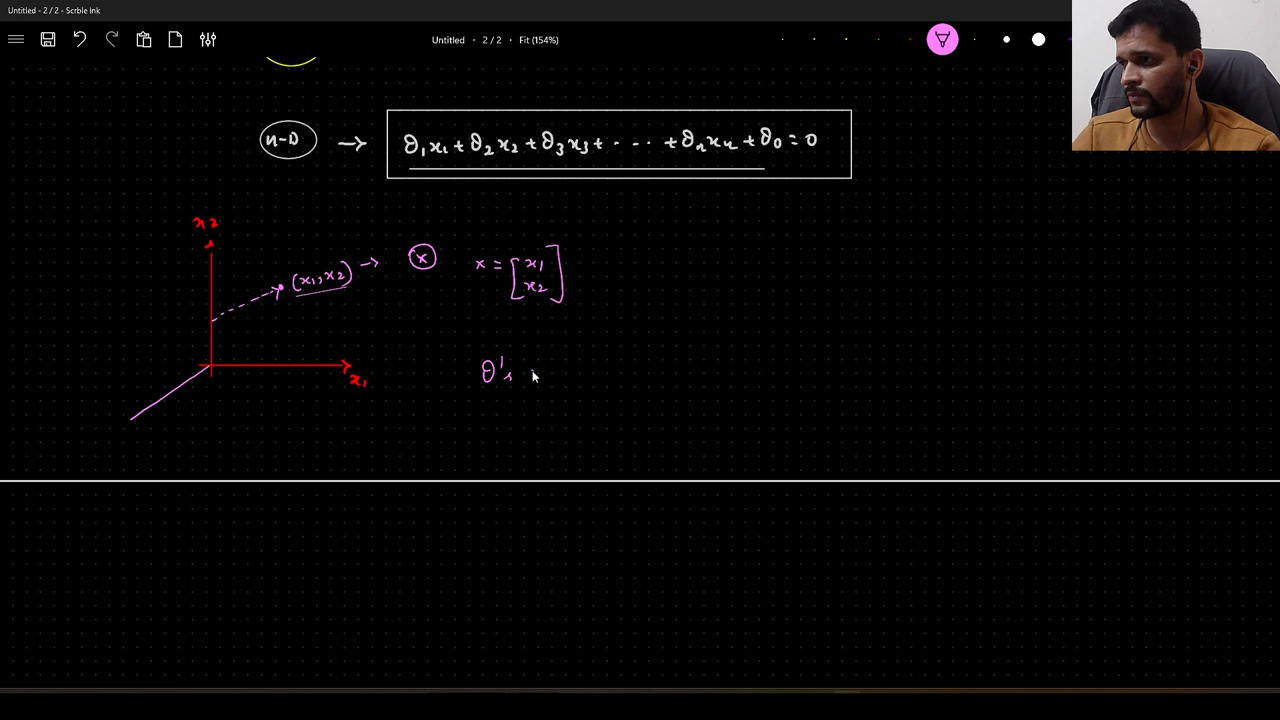 Untitled - 2 / 2 - Scrble Ink
Untitled • 2 / 2 • Fit (154%)
n-D → θ₁x₁ + θ₂x₂ + θ₃x₃ + . ... + θₙxₙ + θ₀ = 0
x2
(x₁, x₂) → x
x = [x₁
x₂]
x₁
θ's